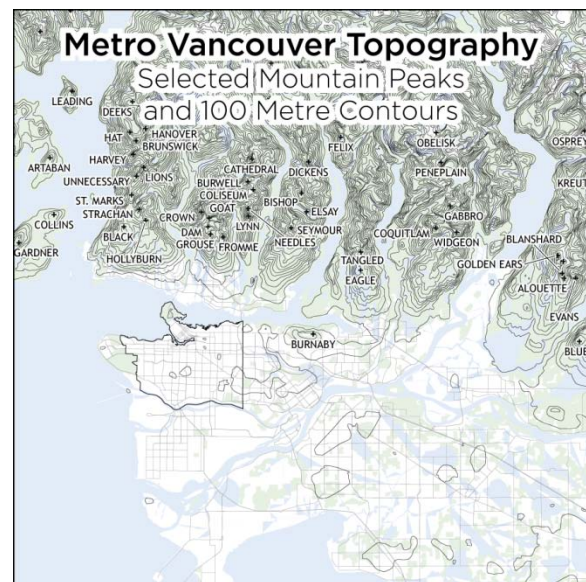 Metro Vancouver Topography
Selected Mountain Peaks
and 100 Metre Contours
LEADING
DEEKS
HAT
HANOVER
BRUNSWICK
FELIX
OBELISK
OSPREY
HARVEY
ARTABAN
LIONS
CATHEDRAL
DICKENS
PENEPLAIN
UNNECESSARY
BURWELL
COLISEUM
BISHOP
KREUT
ST. MARKS
STRACHAN
CROWN
GOAT
ELSAY
GABBRO
COLLINS
BLACK
DAM
LYNN
SEYMOUR
COQUITLAM
WIDGEON
BLANSHARD
GARDNER
GROUSE
FROMME
NEEDLES
HOLLYBURN
TANGLED
GOLDEN EARS
EAGLE
ALOUETTE
EVANS
BURNABY
BLUE